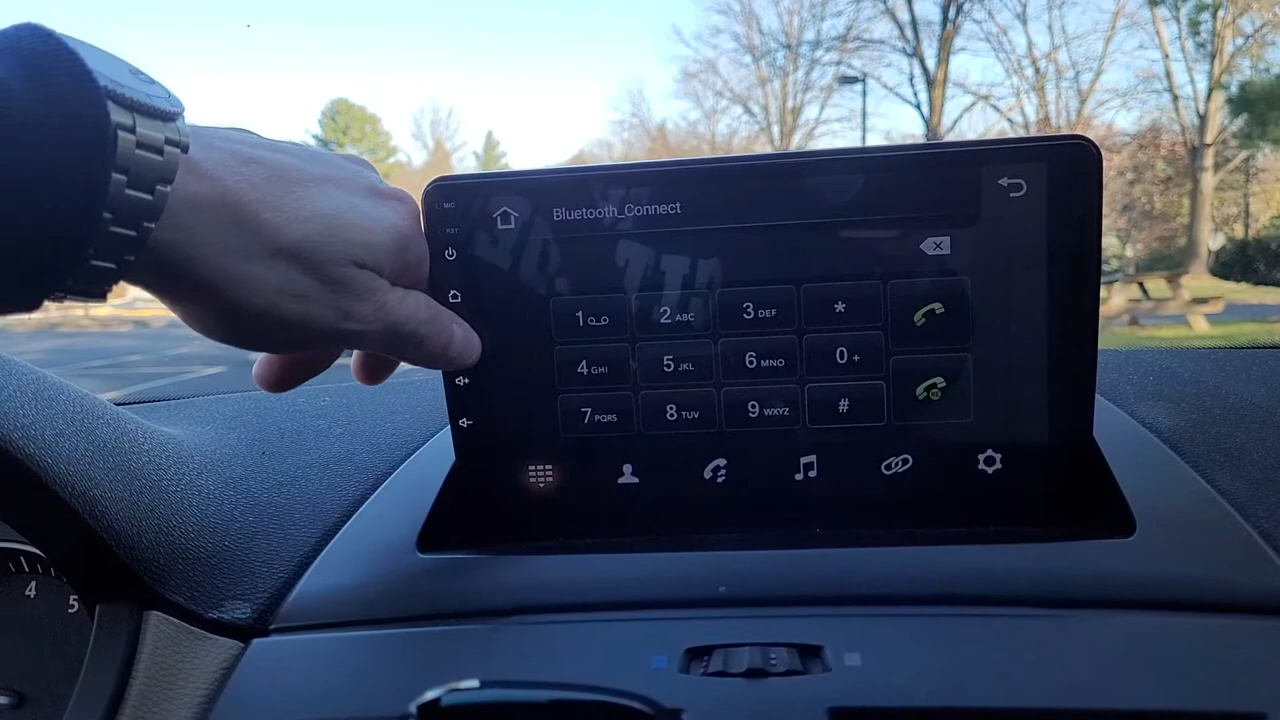 MIC
RST
Bluetooth_Connect
1
2 ABC
3 DEF
*
4 GHI
5 JKL
6 MNO
0 +
7 PQRS
8 TUV
9 WXYZ
#
RE
4
5